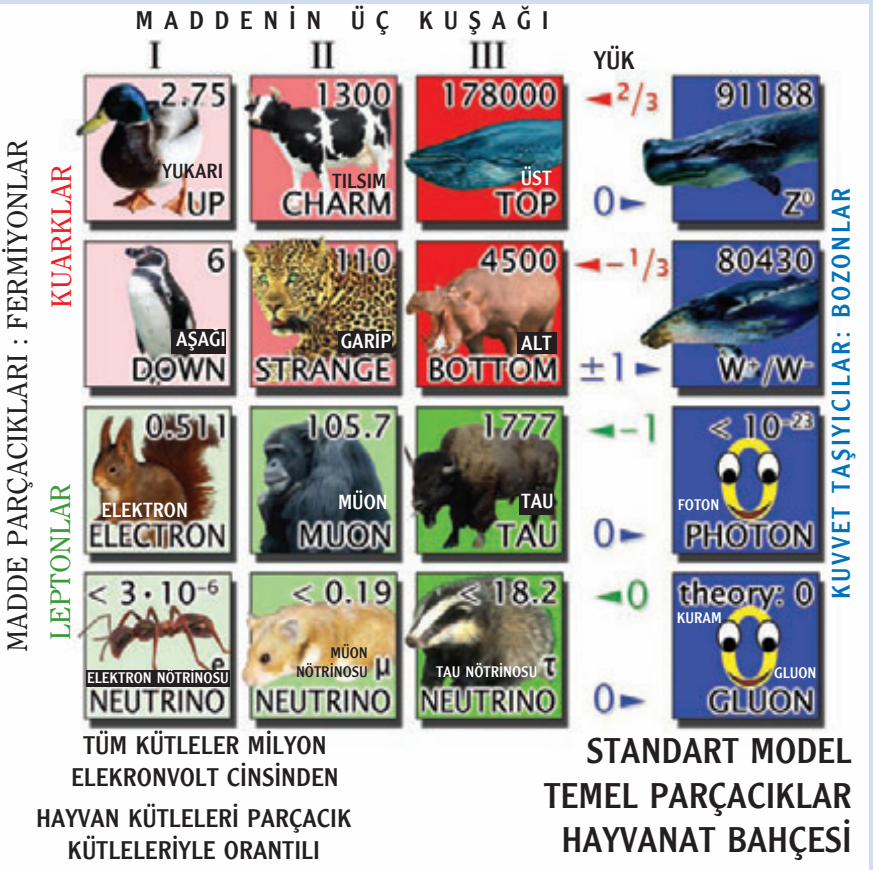 MADDENİN ÜÇ KUŞAĞI
I II III YÜK
MADDE PARÇACIKLARI : FERMİYONLAR
KUARKLAR
LEPTONLAR
2.75
YUKARI
UP
1300
TILSIM
CHARM
178000
ÜST
TOP
2/3
0
91188
Z⁰
6
AŞAĞI
DOWN
110
GARİP
STRANGE
4500
ALT
BOTTOM
−1/3
±1
80430
W+/W-
0.511
ELEKTRON
ELECTRON
105.7
MÜON
MUON
1777
TAU
TAU
−1
0
< 10⁻²³
FOTON
PHOTON
< 3·10⁻⁶
e
ELEKTRON NÖTRİNOSU
NEUTRINO
< 0.19
MÜON
NÖTRİNOSU μ
NEUTRINO
< 18.2
TAU NÖTRİNOSU τ
NEUTRINO
0
0
theory: 0
KURAM
GLUON
GLUON
KUVVET TAŞIYICILAR: BOZONLAR
TÜM KÜTLELER MİLYON
ELEKRONVOLT CİNSİNDEN
HAYVAN KÜTLELERİ PARÇACIK
KÜTLELERİYLE ORANTILI
STANDART MODEL
TEMEL PARÇACIKLAR
HAYVANAT BAHÇESİ